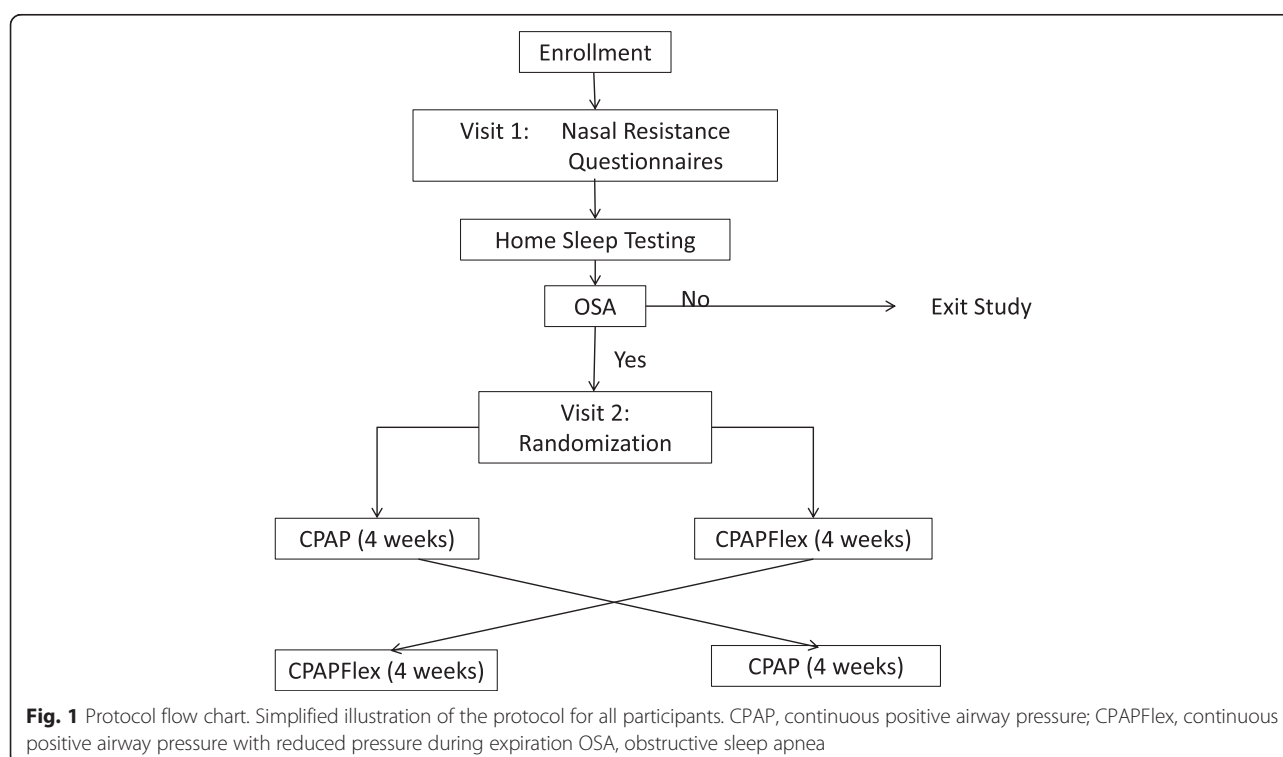 Enrollment
Visit 1: Nasal Resistance
Questionnaires
Home Sleep Testing
OSA
No
Exit Study
Yes
Visit 2:
Randomization
CPAP (4 weeks)
CPAPFlex (4 weeks)
CPAPFlex (4 weeks)
CPAP (4 weeks)
Fig. 1 Protocol flow chart. Simplified illustration of the protocol for all participants. CPAP, continuous positive airway pressure; CPAPFlex, continuous
positive airway pressure with reduced pressure during expiration OSA, obstructive sleep apnea